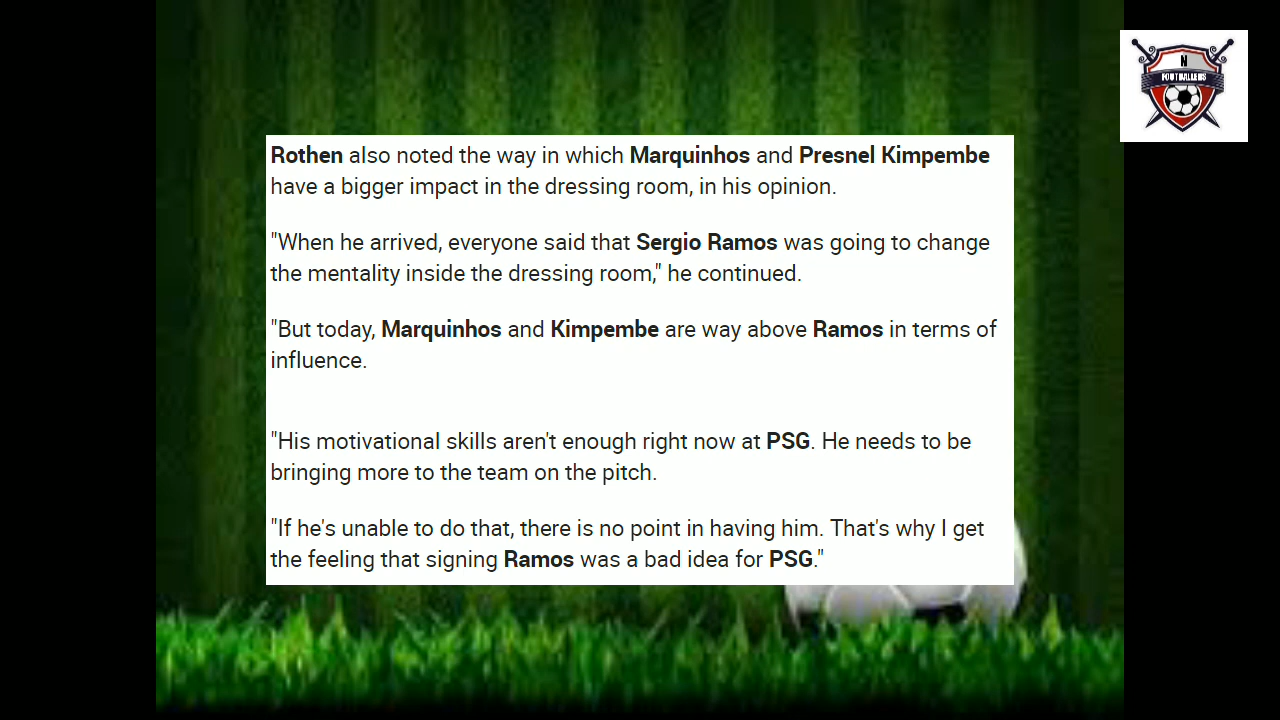 N
FOOTBALLERS
Rothen also noted the way in which Marquinhos and Presnel Kimpembe
have a bigger impact in the dressing room, in his opinion.
"When he arrived, everyone said that Sergio Ramos was going to change
the mentality inside the dressing room," he continued.
"But today, Marquinhos and Kimpembe are way above Ramos in terms of
influence.
"His motivational skills aren't enough right now at PSG. He needs to be
bringing more to the team on the pitch.
"If he's unable to do that, there is no point in having him. That's why I get
the feeling that signing Ramos was a bad idea for PSG."